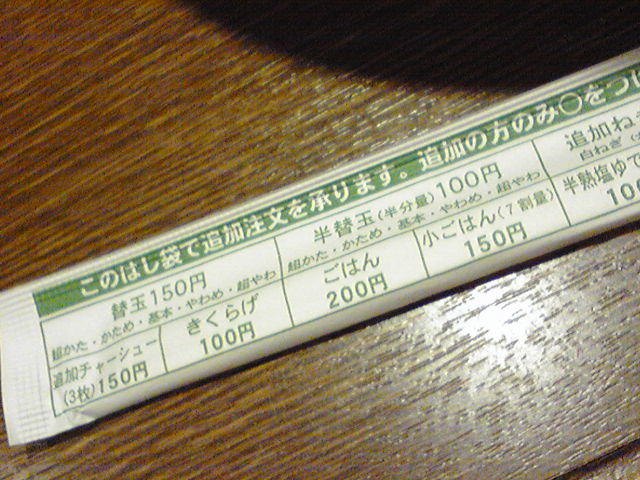 このはし袋で追加注文を承ります。追加の方のみ○をつけ
替玉150円
超かた・かため・基本・やわめ・超やわ
半替玉(半分量)100円
超かた・かため・基本・やわめ・超やわ
追加ね
白ねぎ
追加チャーシュー
(3枚)150円
きくらげ
100円
ごはん
200円
小ごはん(7割量)
150円
半熟塩ゆで
10